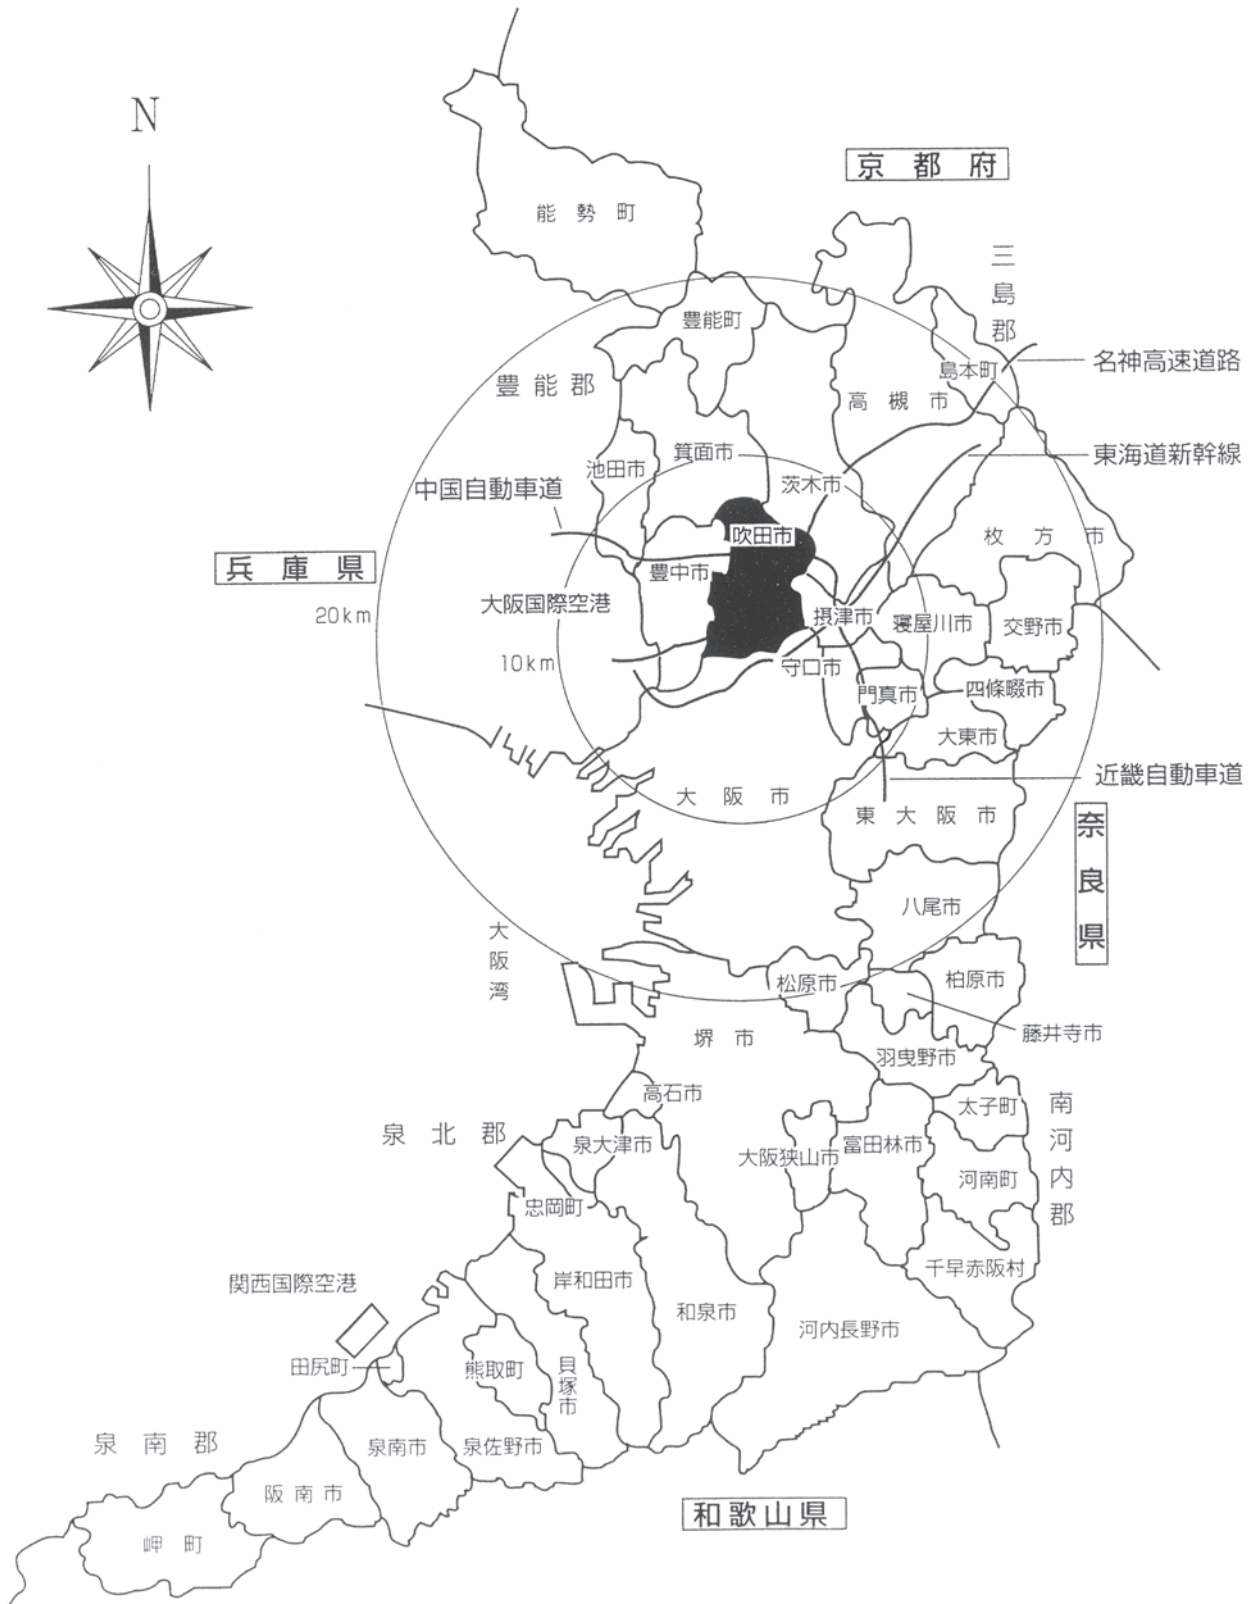 N
京都府
能勢町
三島郡
豊能町
名神高速道路
島本町
豊能郡
高槻市
箕面市
東海道新幹線
池田市
茨木市
中国自動車道
吹田市
枚方市
兵庫県
豊中市
大阪国際空港
20km
摂津市
寝屋川市
交野市
10km
守口市
門真市
四條畷市
大東市
近畿自動車道
大阪市
東大阪市
奈良県
八尾市
大阪湾
松原市
柏原市
藤井寺市
堺市
羽曳野市
高石市
太子町
南河内郡
泉北郡
泉大津市
大阪狭山市
富田林市
河南町
忠岡町
千早赤阪村
関西国際空港
岸和田市
和泉市
河内長野市
田尻町
熊取町
貝塚市
泉南郡
泉南市
泉佐野市
阪南市
和歌山県
岬町